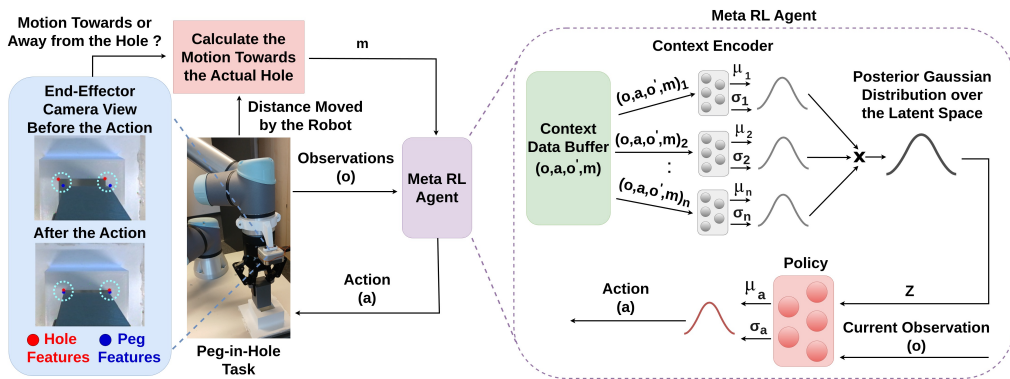 Motion Towards or
Away from the Hole ?
Calculate the
Motion Towards
the Actual Hole
m
End-Effector
Camera View
Before the Action
After the Action
Hole
Features
Peg
Features
Distance Moved
by the Robot
Observations
(o)
Meta RL
Agent
Action
(a)
Peg-in-Hole
Task
Meta RL Agent
Context Encoder
Context
Data Buffer
(o,a,o',m)
(o,a,o',m)1
(o,a,o',m)2
:
(o,a,o',m)n
μ1
σ1
μ2
σ2
μn
σn
x
Posterior Gaussian
Distribution over
the Latent Space
Policy
Z
Current Observation
(o)
μa
σa
Action
(a)